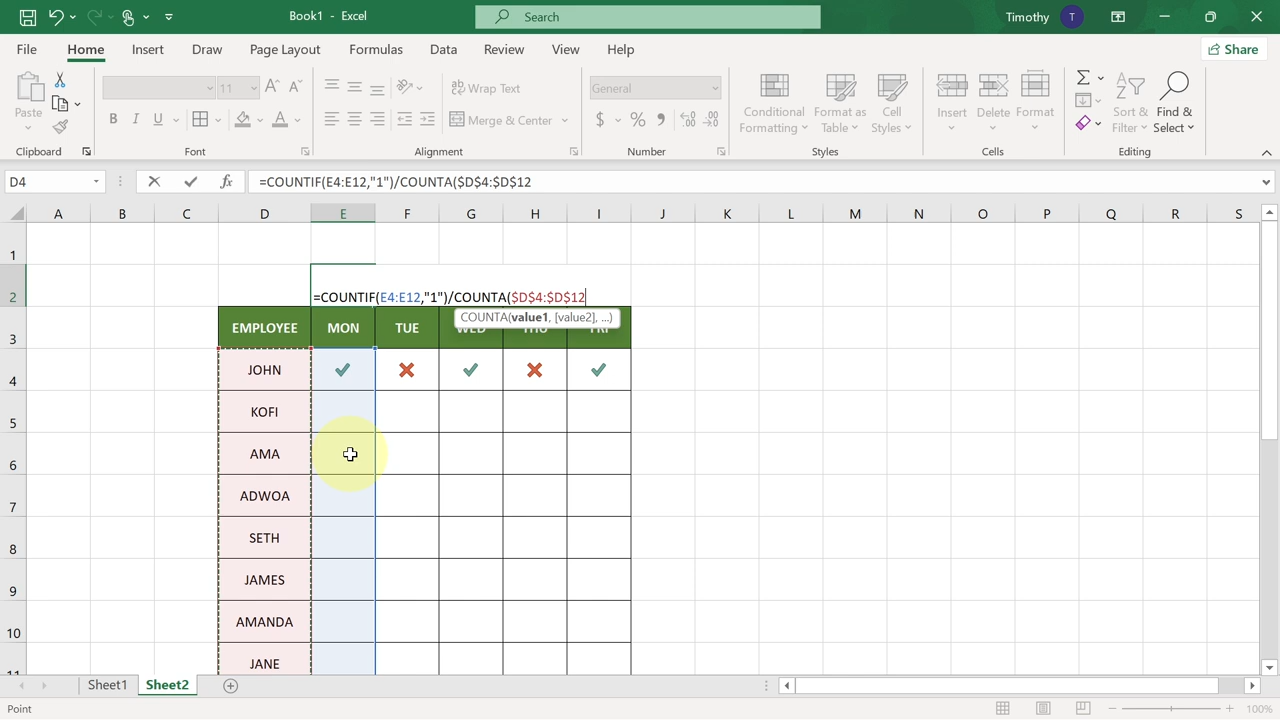 Book1 - Excel
Search
Timothy
T
File Home Insert Draw Page Layout Formulas Data Review View Help
Share
Paste
11
B I U
Wrap Text
Merge & Center
General
$ % ,
Conditional Formatting
Format as Table
Cell Styles
Insert Delete Format
Sort & Filter
Find & Select
Clipboard Font Alignment Number Styles Cells Editing
D4
=COUNTIF(E4:E12,"1")/COUNTA($D$4:$D$12
A B C D E F G H I J K L M N O P Q R S
1
2 =COUNTIF(E4:E12,"1")/COUNTA($D$4:$D$12
COUNTA(value1, [value2], ...)
3 EMPLOYEE MON TUE WED THU FRI
4 JOHN
5 KOFI
6 AMA
7 ADWOA
8 SETH
9 JAMES
10 AMANDA
11 JANE
Sheet1 Sheet2
Point
100%